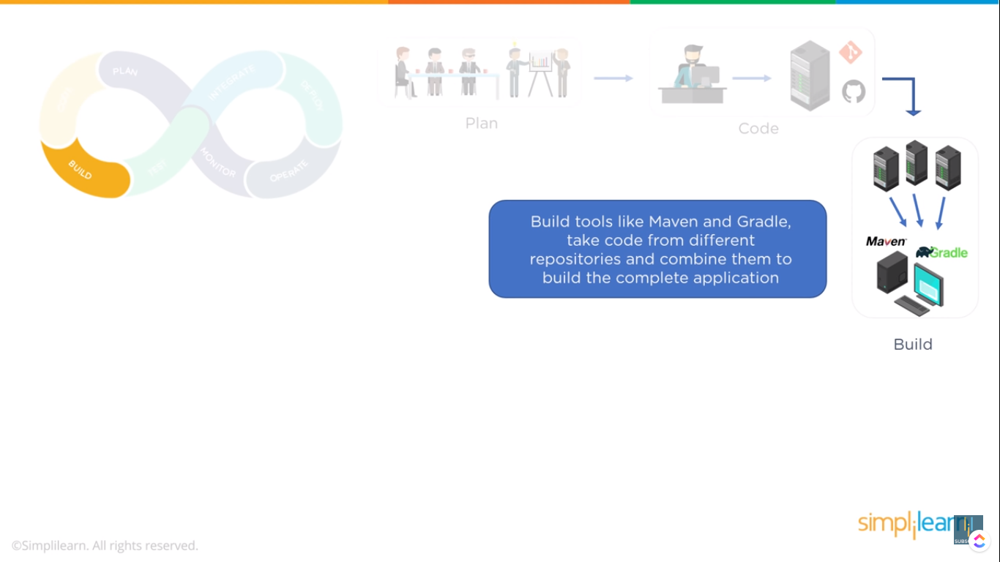 PLAN
INTEGRATE
DEPLOY
BUILD
TEST
MONITOR
OPERATE
Plan
Code
Build tools like Maven and Gradle,
take code from different
repositories and combine them to
build the complete application
Maven
Gradle
Build
©Simplilearn. All rights reserved.
simplilearn